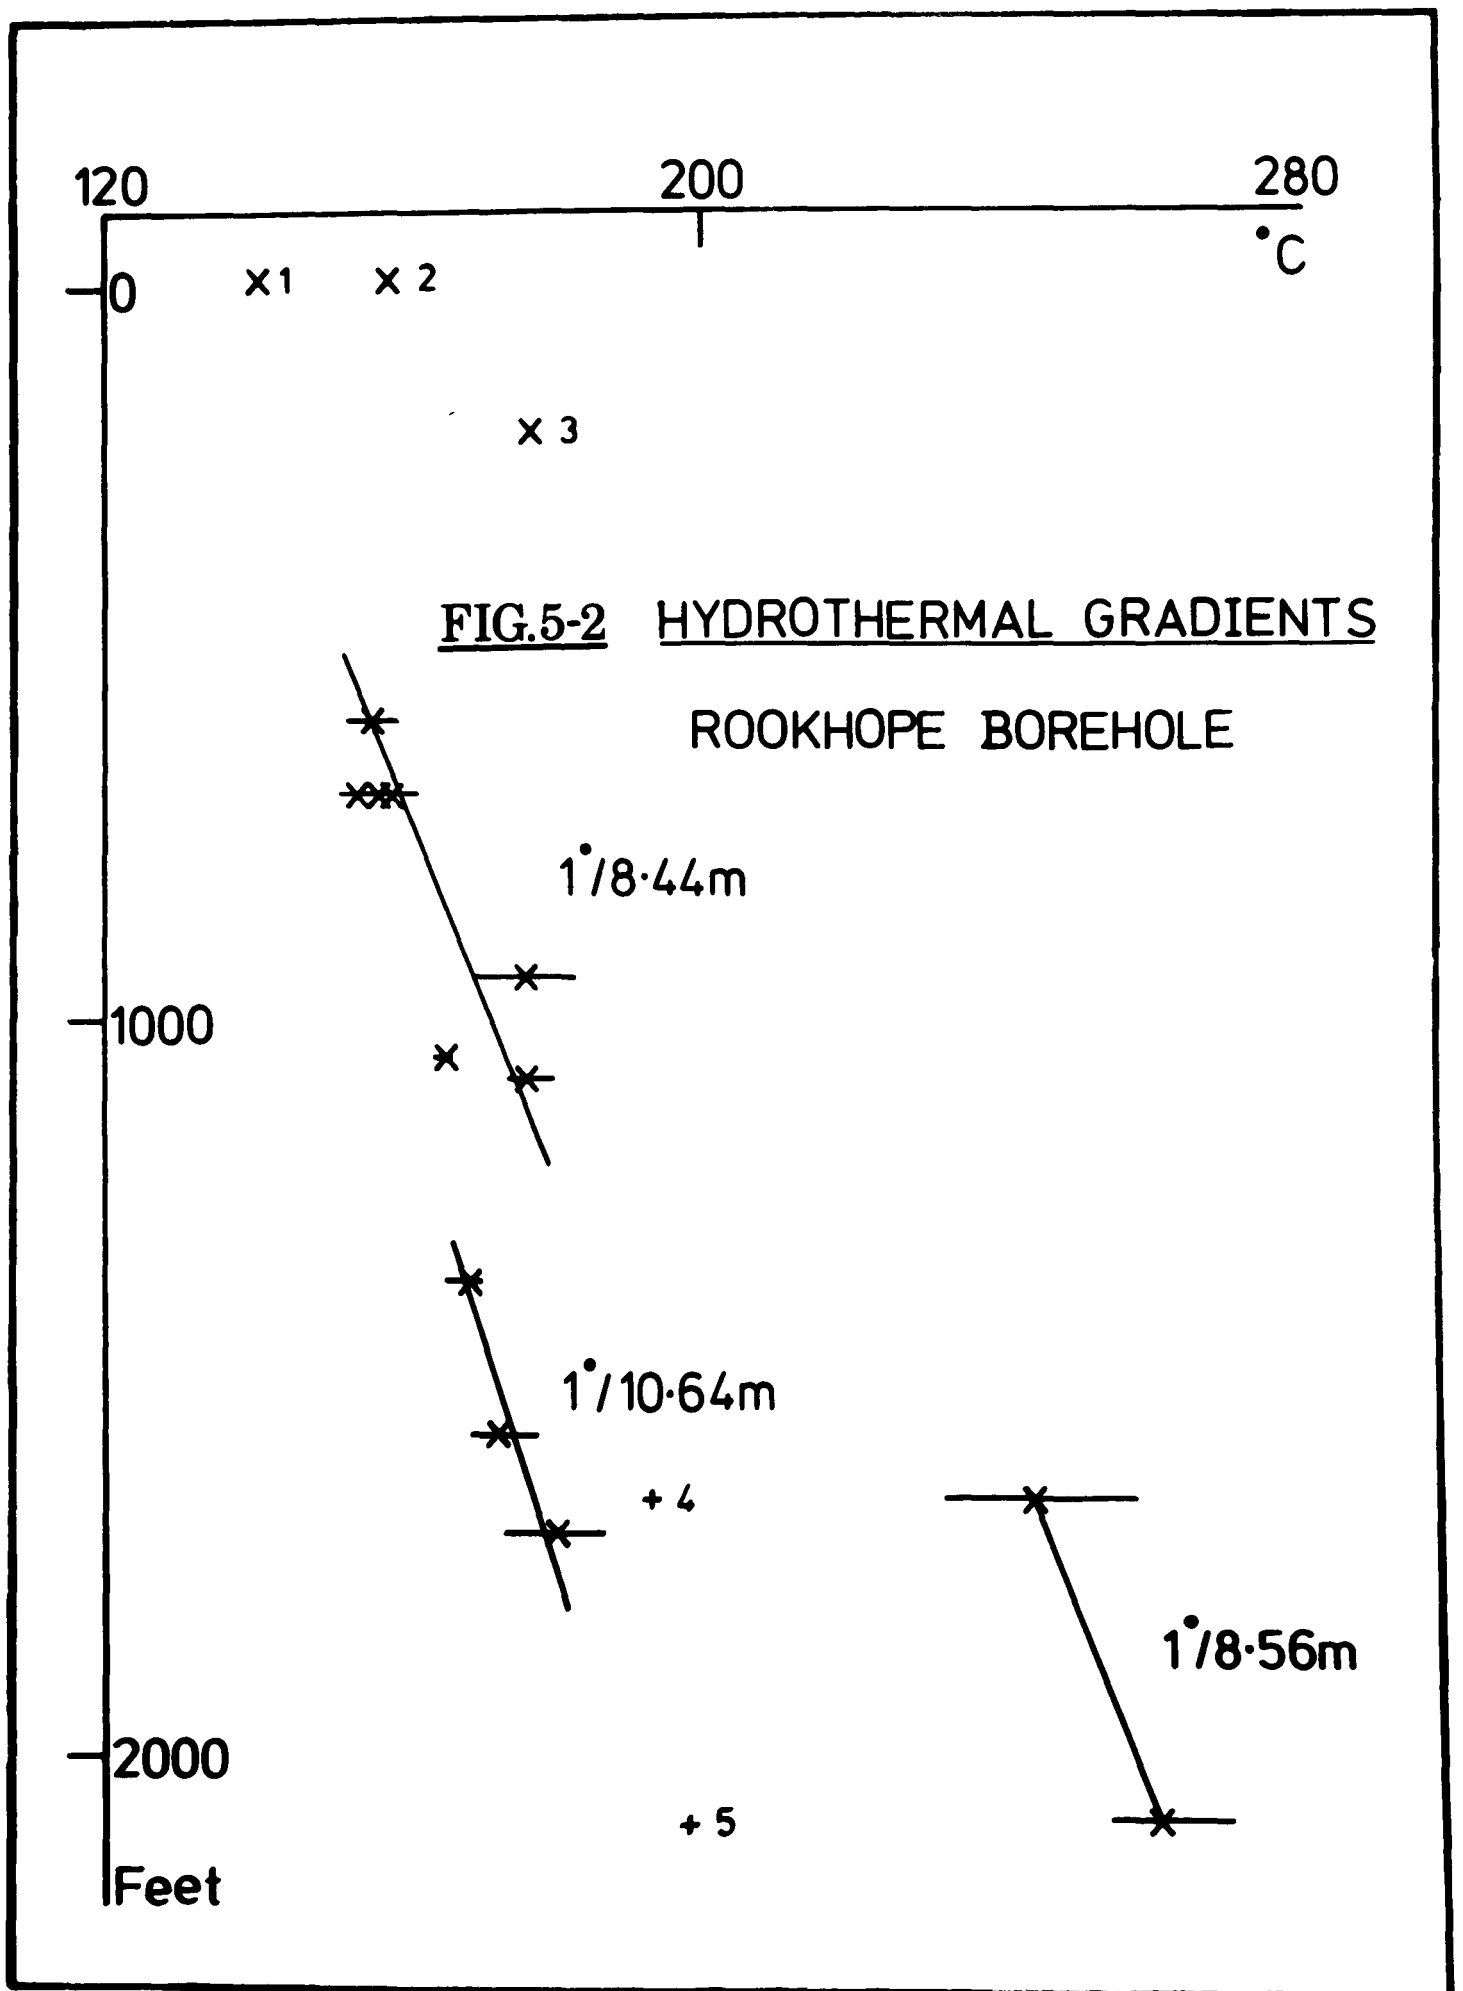 120 200 280
°C
0 x 1 x 2
x 3
FIG.5-2 HYDROTHERMAL GRADIENTS
ROOKHOPE BOREHOLE
1°/8·44m
1000
1°/10·64m
+ 4
1°/8·56m
2000
+ 5
Feet